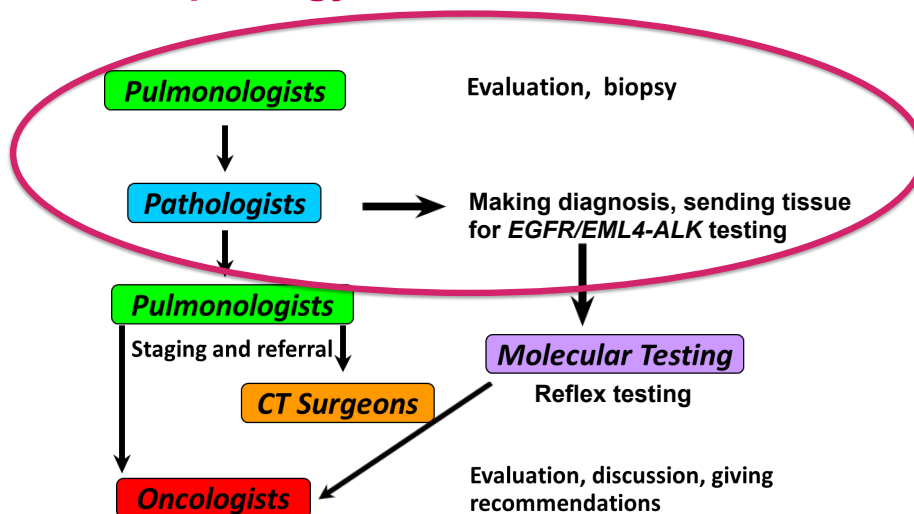 Pulmonologists
Evaluation, biopsy
Pathologists
Making diagnosis, sending tissue
for EGFR/EML4-ALK testing
Pulmonologists
Staging and referral
Molecular Testing
Reflex testing
CT Surgeons
Evaluation, discussion, giving
recommendations
Oncologists